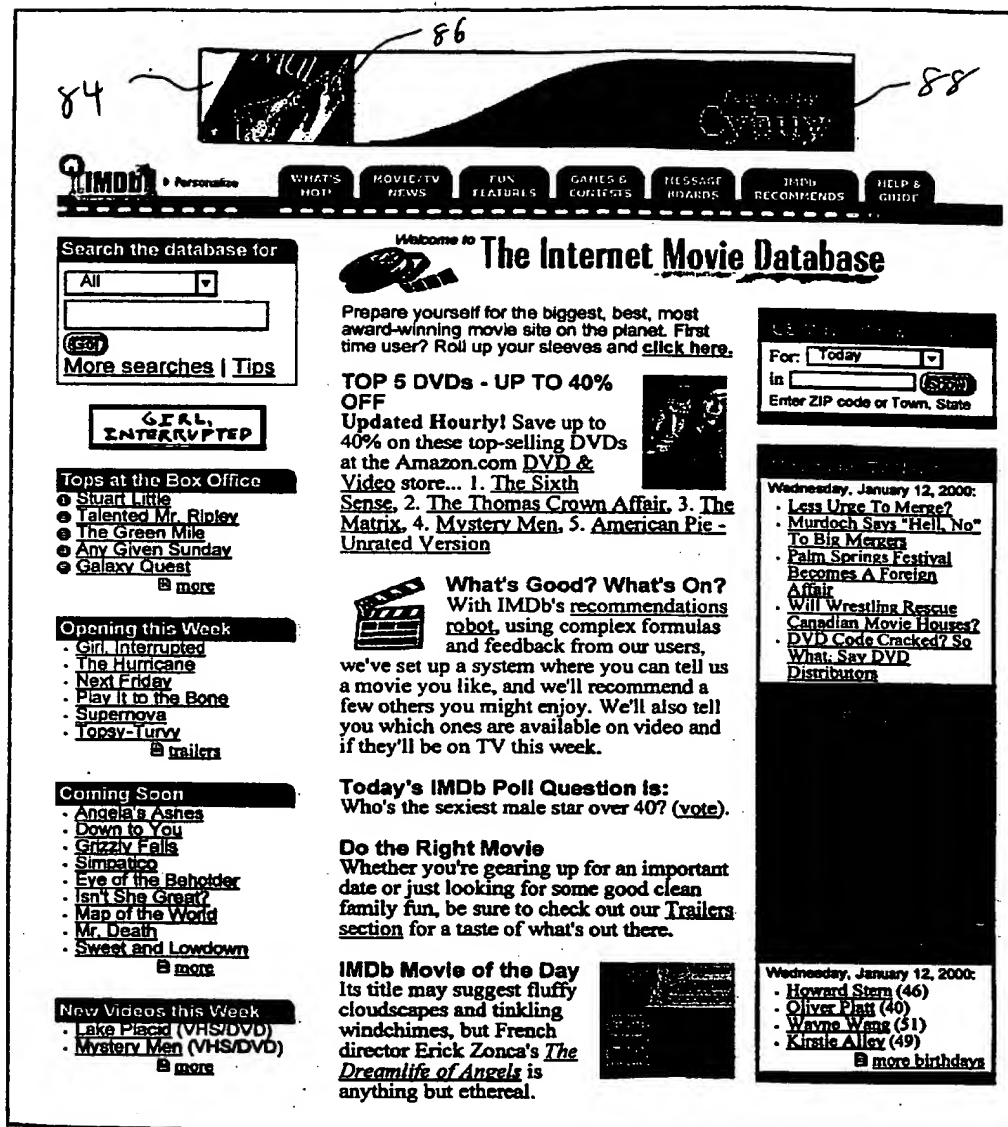 86
84
88
Cybuy
IMDb Personalize
WHAT'S HOT!
MOVIE/TV NEWS
FUN FEATURES
GAMES & CONTESTS
MESSAGE BOARDS
IMDb RECOMMENDS
HELP & GUIDE
Welcome to The Internet Movie Database
Search the database for
All
Go!
More searches | Tips
GIRL,
INTERRUPTED
Tops at the Box Office
Stuart Little
Talented Mr. Ripley
The Green Mile
Any Given Sunday
Galaxy Quest
more
Opening this Week
Girl, Interrupted
The Hurricane
Next Friday
Play It to the Bone
Supernova
Topsy-Turvy
trailers
Coming Soon
Angela's Ashes
Down to You
Grizzly Falls
Simpatico
Eye of the Beholder
Isn't She Great?
Map of the World
Mr. Death
Sweet and Lowdown
more
New Videos this Week
Lake Placid (VHS/DVD)
Mystery Men (VHS/DVD)
more
Prepare yourself for the biggest, best, most
award-winning movie site on the planet. First
time user? Roll up your sleeves and click here.
TOP 5 DVDs - UP TO 40%
OFF
Updated Hourly! Save up to
40% on these top-selling DVDs
at the Amazon.com DVD &
Video store... 1. The Sixth
Sense, 2. The Thomas Crown Affair, 3. The
Matrix, 4. Mystery Men, 5. American Pie -
Unrated Version
What's Good? What's On?
With IMDb's recommendations
robot, using complex formulas
and feedback from our users,
we've set up a system where you can tell us
a movie you like, and we'll recommend a
few others you might enjoy. We'll also tell
you which ones are available on video and
if they'll be on TV this week.
Today's IMDb Poll Question Is:
Who's the sexiest male star over 40? (vote).
Do the Right Movie
Whether you're gearing up for an important
date or just looking for some good clean
family fun, be sure to check out our Trailers
section for a taste of what's out there.
IMDb Movie of the Day
Its title may suggest fluffy
cloudscapes and tinkling
windchimes, but French
director Erick Zonca's The
Dreamlife of Angels is
anything but ethereal.
For: Today
in
Enter ZIP code or Town, State
Wednesday, January 12, 2000:
Less Urge To Merge?
Murdoch Says "Hell, No"
To Big Mergers
Palm Springs Festival
Becomes A Foreign
Affair
Will Wrestling Rescue
Canadian Movie Houses?
DVD Code Cracked? So
What: Say DVD
Distributors
Wednesday, January 12, 2000:
Howard Stern (46)
Oliver Platt (40)
Wayne Wang (51)
Kirstie Alley (49)
more birthdays